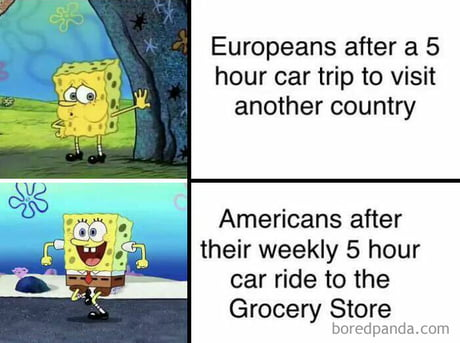 Europeans after a 5
hour car trip to visit
another country
Americans after
their weekly 5 hour
car ride to the
Grocery Store
boredpanda.com